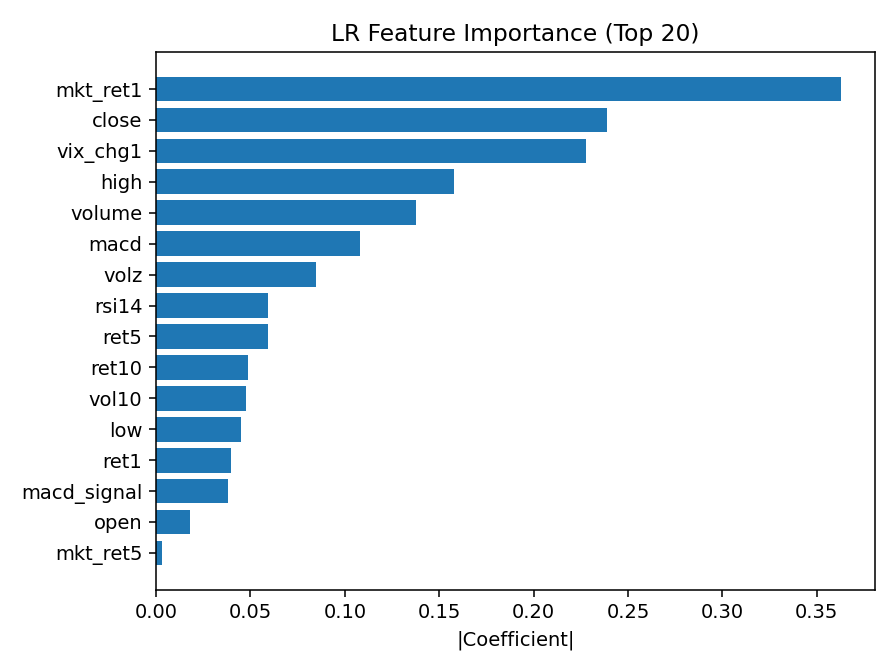 LR Feature Importance (Top 20)
mkt_ret1
close
vix_chg1
high
volume
macd
volz
rsi14
ret5
ret10
vol10
low
ret1
macd_signal
open
mkt_ret5
0.00 0.05 0.10 0.15 0.20 0.25 0.30 0.35
|Coefficient|